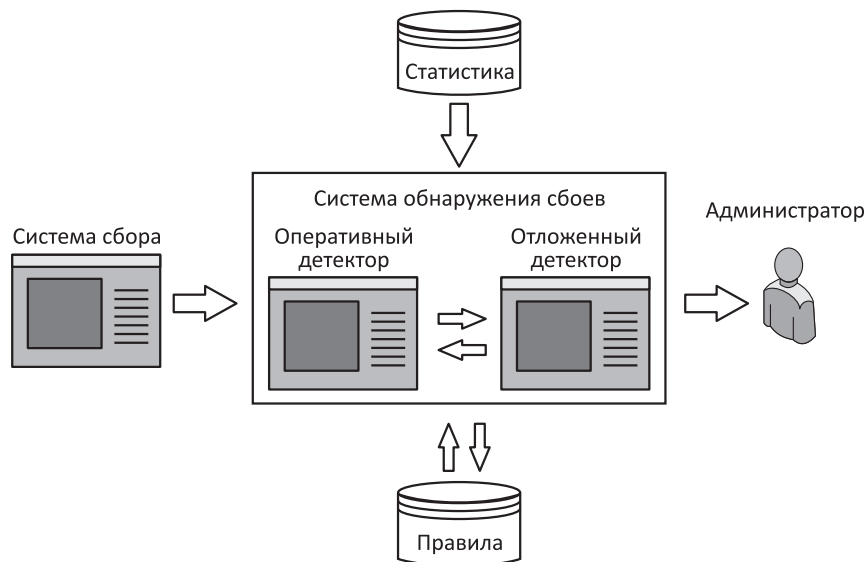 Статистика
Система обнаружения сбоев
Администратор
Система сбора
Оперативный
детектор
Отложенный
детектор
Правила